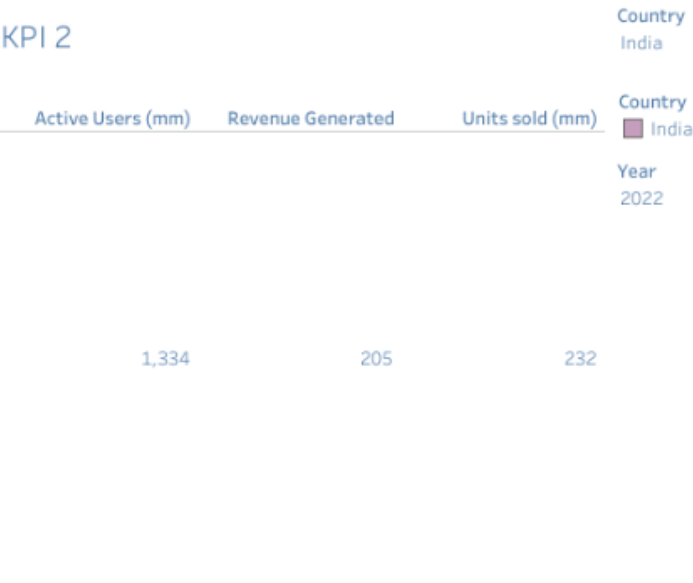 KPI 2
Country
India
Active Users (mm) Revenue Generated Units sold (mm)
Country
India
Year
2022
1,334 205 232